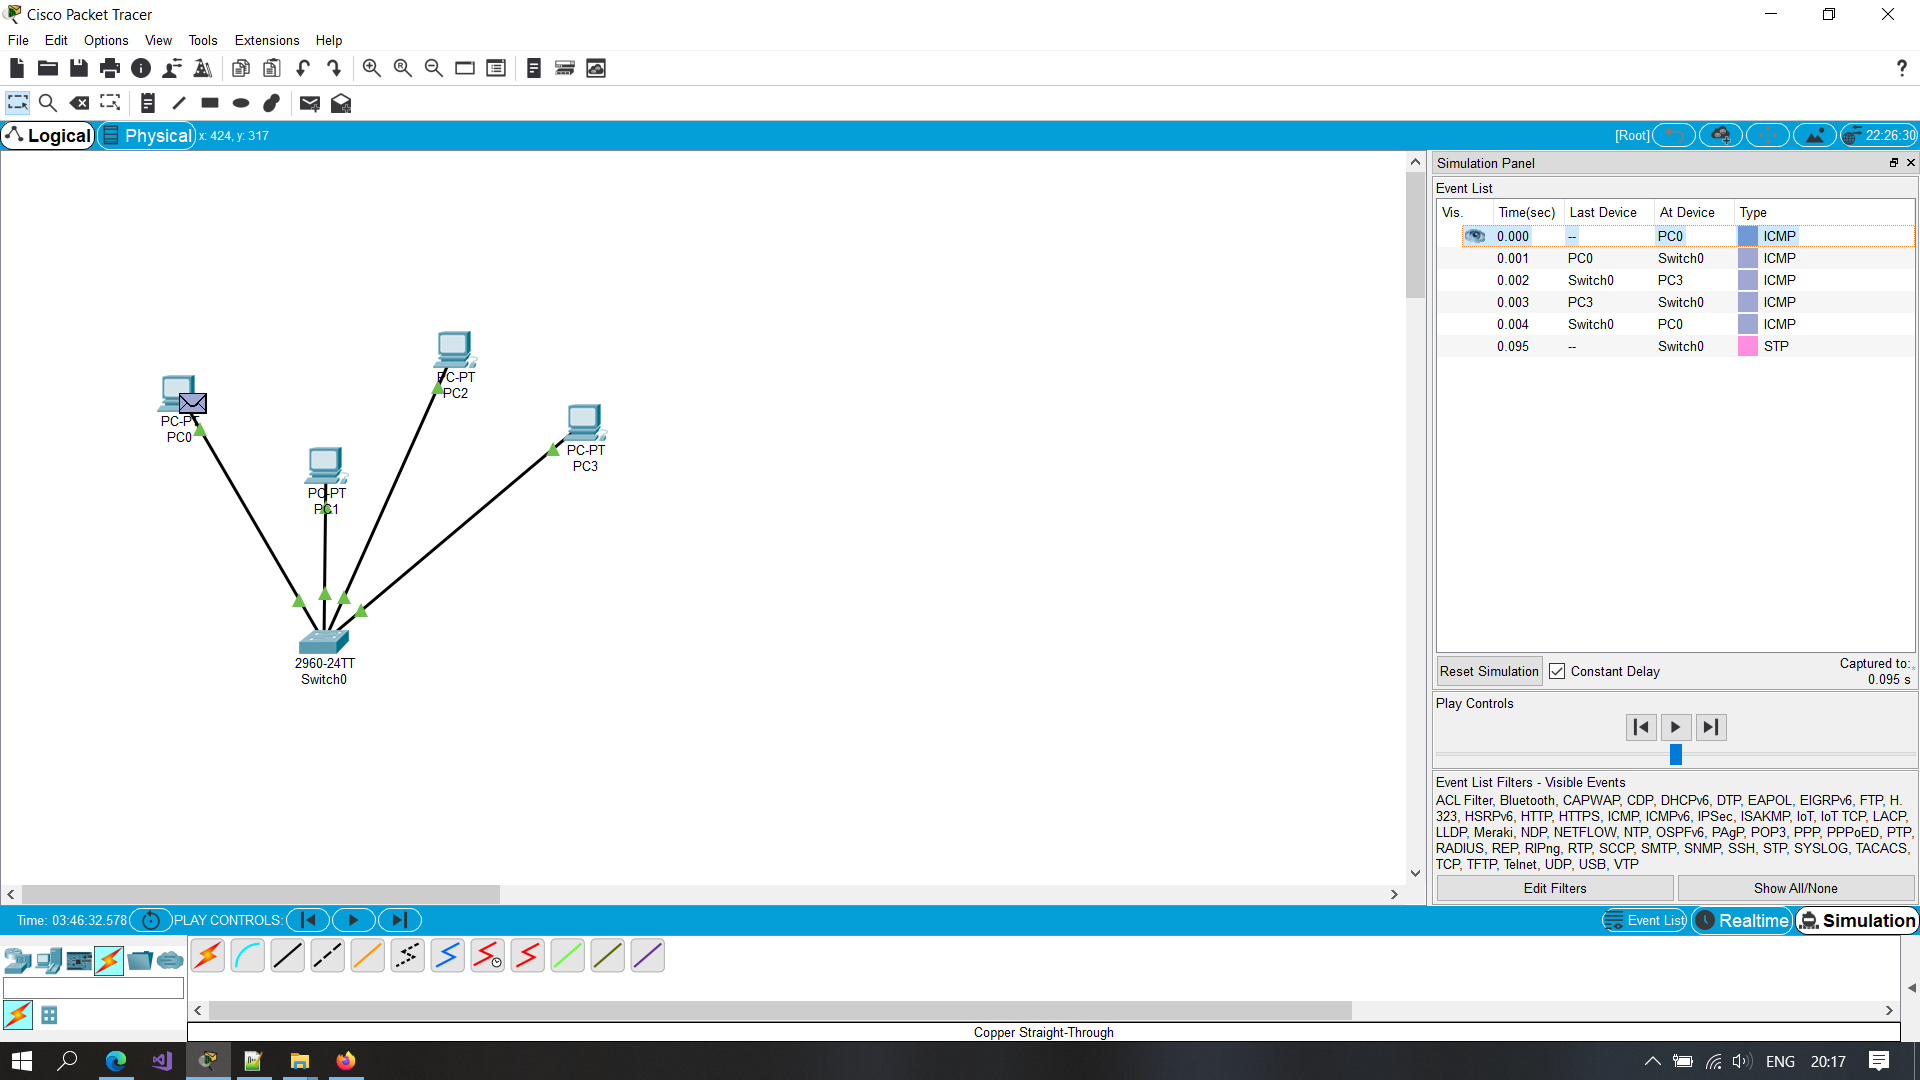 Cisco Packet Tracer
File Edit Options View Tools Extensions Help
Logical Physical x: 424, y: 317 [Root] 22:26:30
Simulation Panel
Event List
Vis. Time(sec) Last Device At Device Type
0.000 -- PC0 ICMP
0.001 PC0 Switch0 ICMP
0.002 Switch0 PC3 ICMP
0.003 PC3 Switch0 ICMP
0.004 Switch0 PC0 ICMP
0.095 -- Switch0 STP
PC-PT
PC2
PC-PT
PC0
PC-PT
PC3
PC-PT
PC1
2960-24TT
Switch0
Reset Simulation Constant Delay Captured to:
0.095 s
Play Controls
Event List Filters - Visible Events
ACL Filter, Bluetooth, CAPWAP, CDP, DHCPv6, DTP, EAPOL, EIGRPv6, FTP, H.
323, HSRPv6, HTTP, HTTPS, ICMP, ICMPv6, IPSec, ISAKMP, IoT, IoT TCP, LACP,
LLDP, Meraki, NDP, NETFLOW, NTP, OSPFv6, PAgP, POP3, PPP, PPPoED, PTP,
RADIUS, REP, RIPng, RTP, SCCP, SMTP, SNMP, SSH, STP, SYSLOG, TACACS,
TCP, TFTP, Telnet, UDP, USB, VTP
Edit Filters Show All/None
Time: 03:46:32.578 PLAY CONTROLS: Event List Realtime Simulation
Copper Straight-Through
ENG 20:17